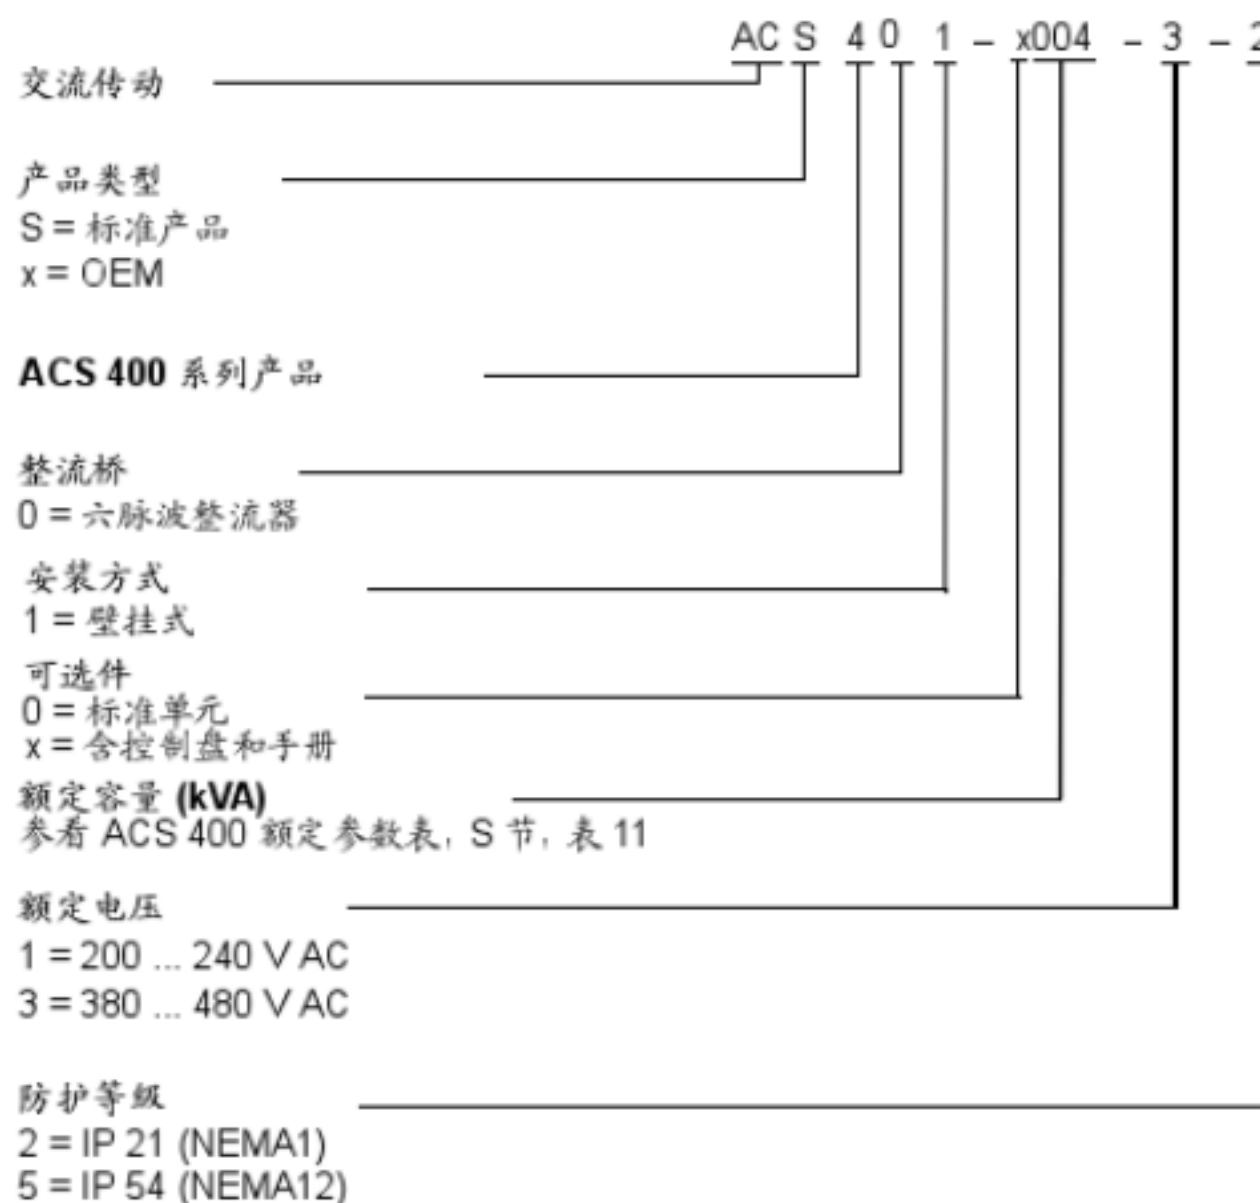 AC S 4 0 1 – x004 – 3 – 2
交流传动
产品类型
S = 标准产品
x = OEM
ACS 400 系列产品
整流桥
0 = 六脉波整流器
安装方式
1 = 壁挂式
可选件
0 = 标准单元
x = 含控制盘和手册
额定容量 (kVA)
参看 ACS 400 额定参数表, S 节, 表 11
额定电压
1 = 200 ... 240 V AC
3 = 380 ... 480 V AC
防护等级
2 = IP 21 (NEMA1)
5 = IP 54 (NEMA12)